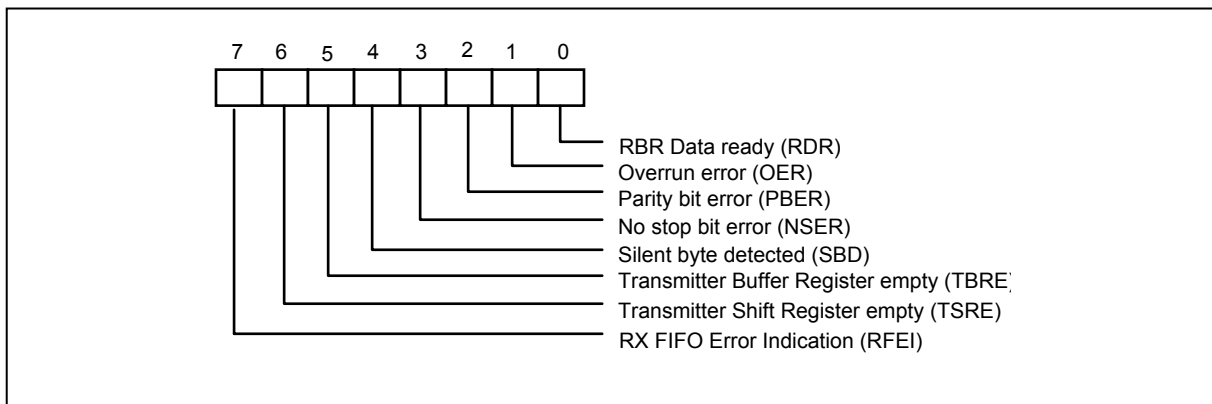 7 6 5 4 3 2 1 0
RBR Data ready (RDR)
Overrun error (OER)
Parity bit error (PBER)
No stop bit error (NSER)
Silent byte detected (SBD)
Transmitter Buffer Register empty (TBRE)
Transmitter Shift Register empty (TSRE)
RX FIFO Error Indication (RFEI)